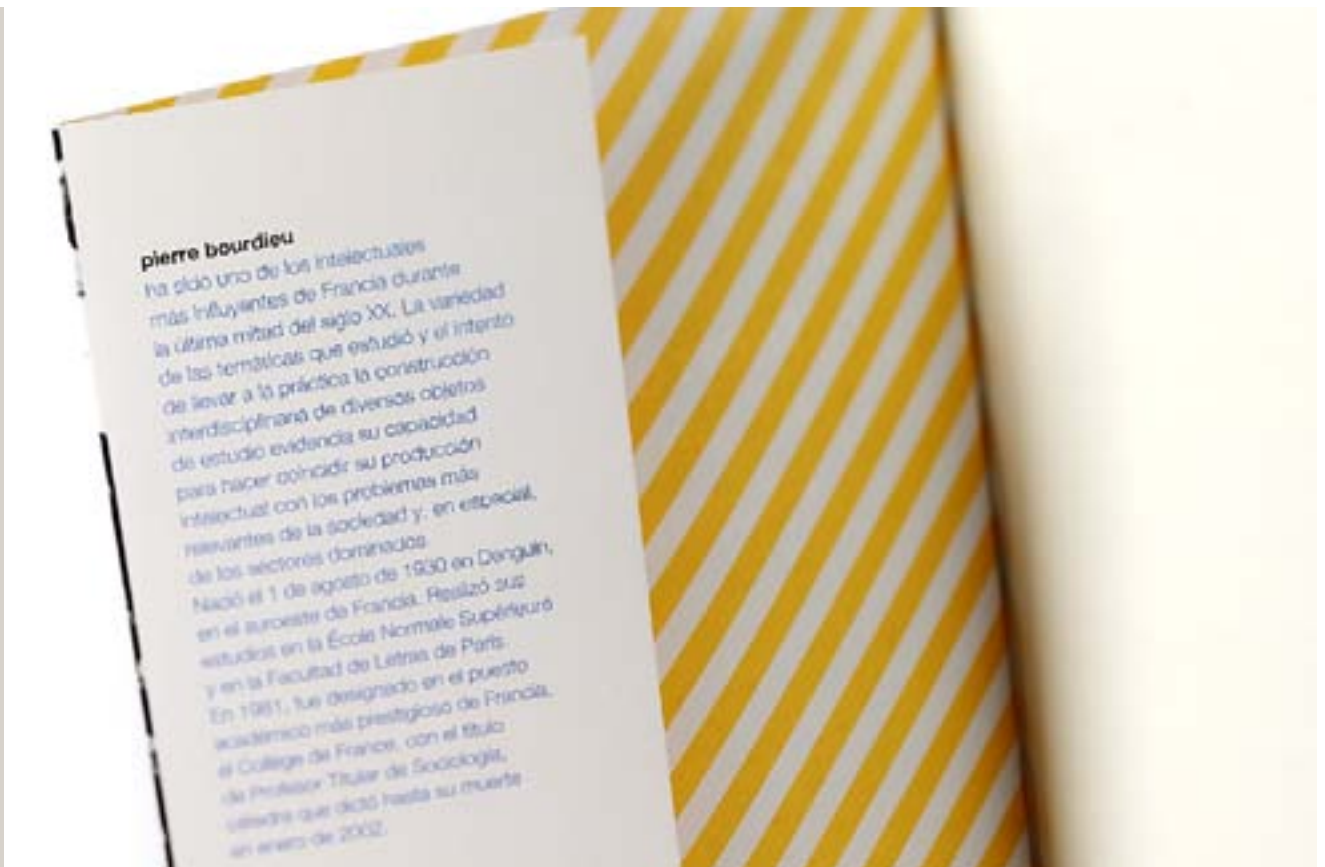 pierre bourdieu
ha sido uno de los intelectuales
más influyentes de Francia durante
la última mitad del siglo XX. La variedad
de las temáticas que estudió y el intento
de llevar a la práctica la construcción
interdisciplinaria de diversos objetos
de estudio evidencia su capacidad
para hacer coincidir su producción
intelectual con los problemas más
relevantes de la sociedad y, en especial,
de los sectores dominados.
Nació el 1 de agosto de 1930 en Denguin,
en el suroeste de Francia. Realizó sus
estudios en la École Normale Supérieure
y en la Facultad de Letras de París.
En 1981, fue designado en el puesto
académico más prestigioso de Francia,
el Collège de France, con el título
de Profesor Titular de Sociología,
cátedra que dictó hasta su muerte
en enero de 2002.